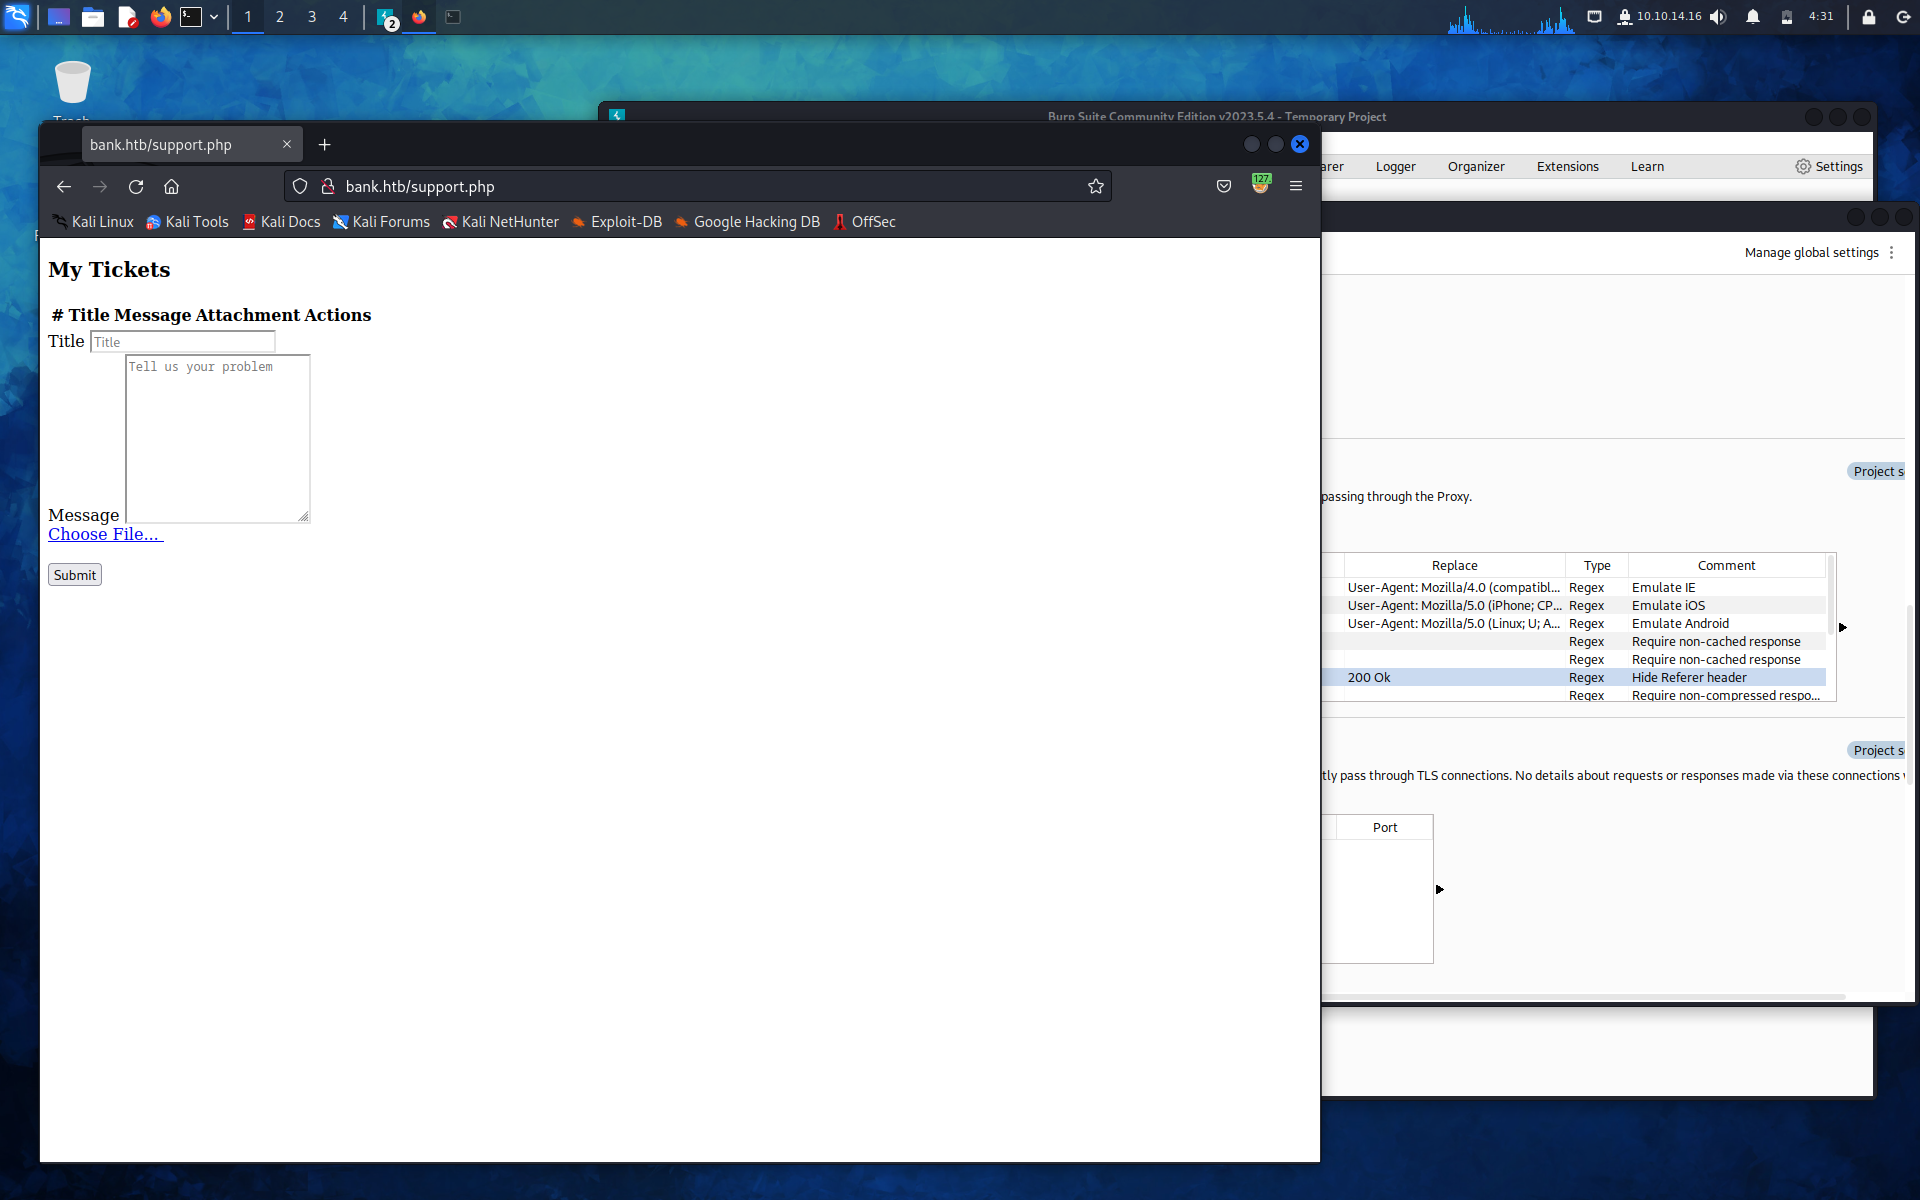 1 2 3 4 2 10.10.14.16 4:31
Burp Suite Community Edition v2023.5.4 - Temporary Project
bank.htb/support.php
Logger Organizer Extensions Learn Settings
bank.htb/support.php 127.
Kali Linux Kali Tools Kali Docs Kali Forums Kali NetHunter Exploit-DB Google Hacking DB OffSec
Manage global settings
My Tickets
# Title Message Attachment Actions
Title Title
Tell us your problem
Message
Choose File...
Submit
Project s
passing through the Proxy.
Replace Type Comment
User-Agent: Mozilla/4.0 (compatibl... Regex Emulate IE
User-Agent: Mozilla/5.0 (iPhone; CP... Regex Emulate iOS
User-Agent: Mozilla/5.0 (Linux; U; A... Regex Emulate Android
Regex Require non-cached response
Regex Require non-cached response
200 Ok Regex Hide Referer header
Regex Require non-compressed respo...
Project s
tly pass through TLS connections. No details about requests or responses made via these connections
Port